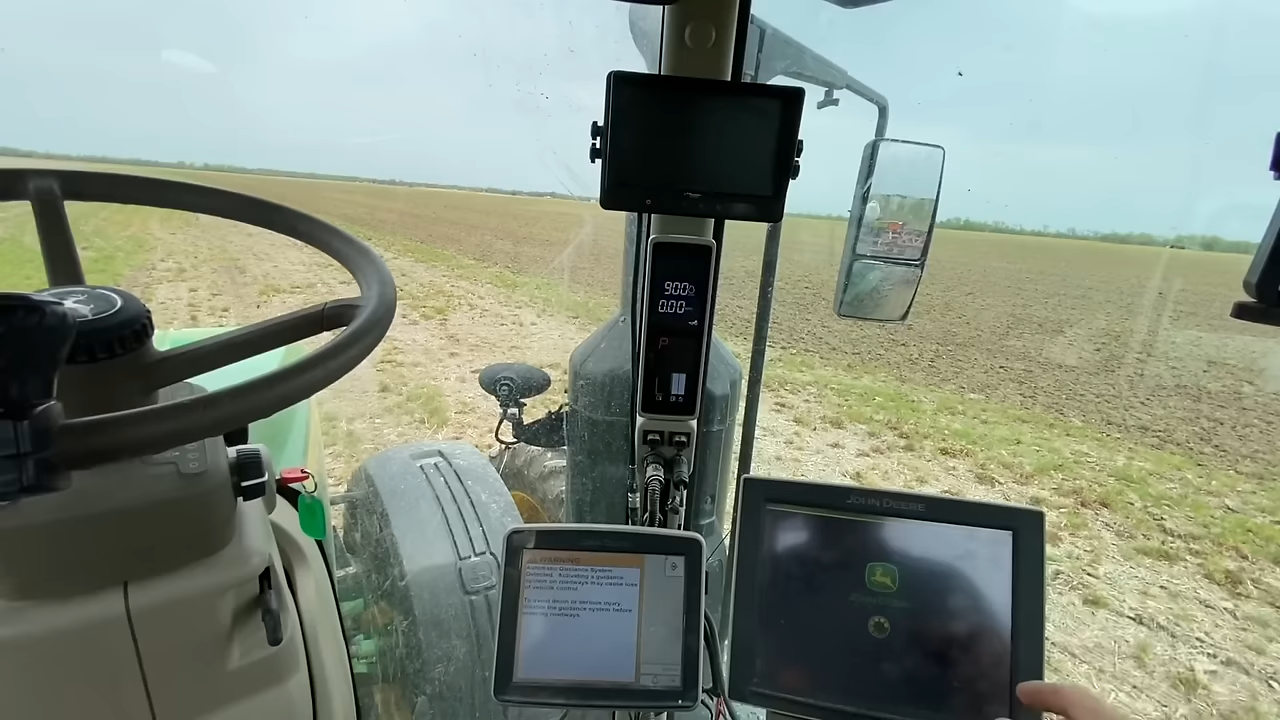 900
0.00
P
JOHN DEERE
WARNING
Automatic Guidance System
Detected. Activating a guidance
system on roadways may cause loss
of vehicle control.
To avoid death or serious injury,
disable the guidance system before
entering roadways.